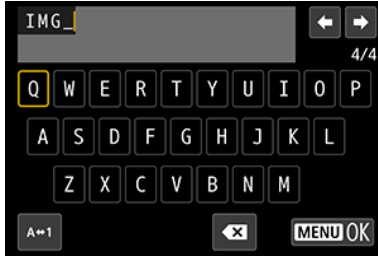 IMG_
4/4
Q W E R T Y U I O P
A S D F G H J K L
Z X C V B N M
A↔1 MENU OK